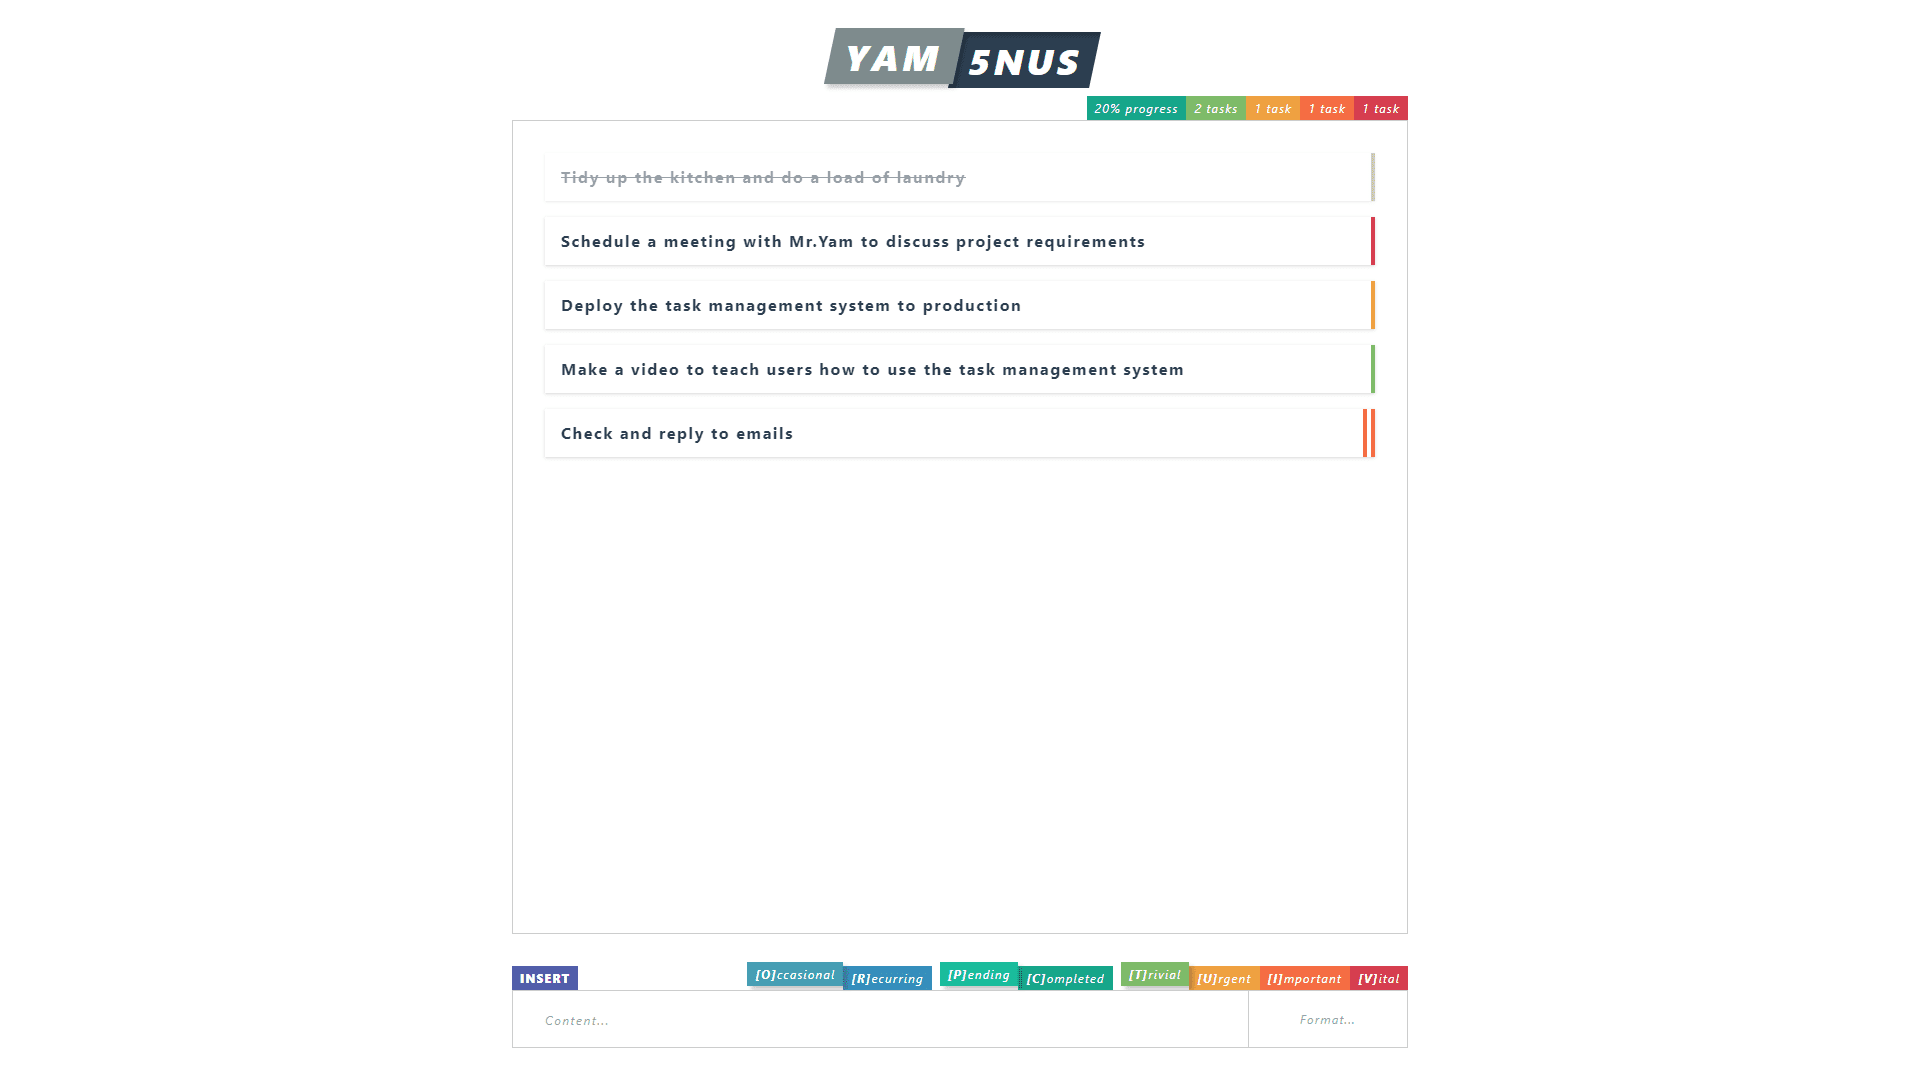 YAM 5NUS
20% progress 2 tasks 1 task 1 task 1 task
Tidy up the kitchen and do a load of laundry
Schedule a meeting with Mr.Yam to discuss project requirements
Deploy the task management system to production
Make a video to teach users how to use the task management system
Check and reply to emails
INSERT [O]ccasional [R]ecurring [P]ending [C]ompleted [T]rivial [U]rgent [I]mportant [V]ital
Content... Format...